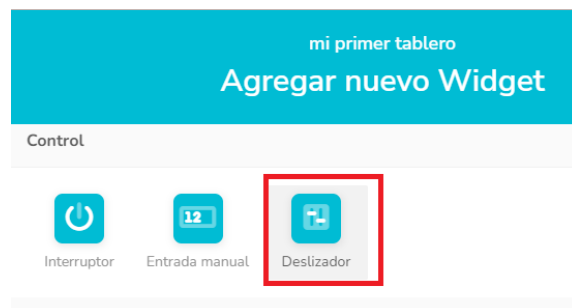 mi primer tablero
Agregar nuevo Widget
Control
12
Interruptor Entrada manual Deslizador